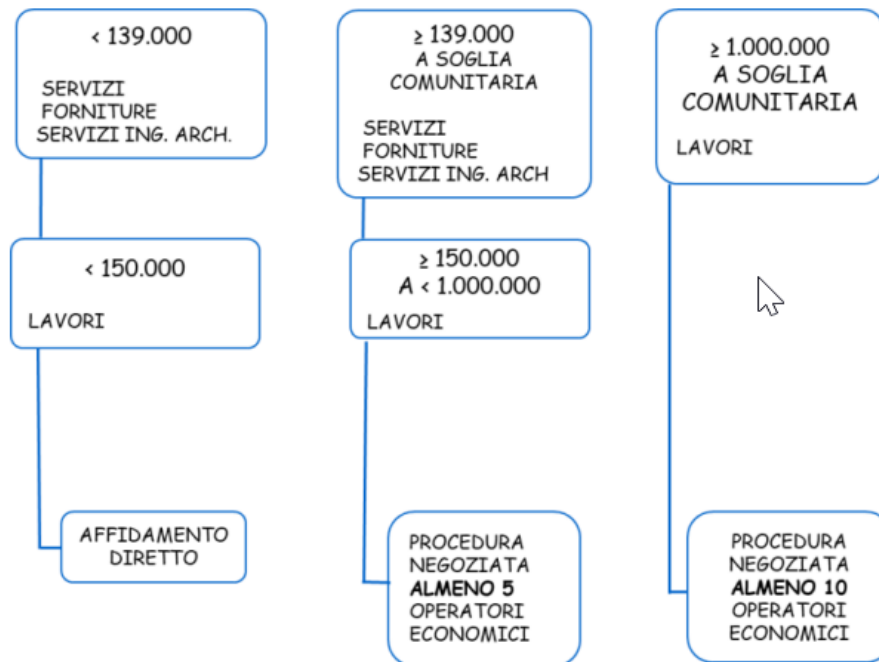 < 139.000
SERVIZI
FORNITURE
SERVIZI ING. ARCH.
< 150.000
LAVORI
AFFIDAMENTO
DIRETTO
≥ 139.000
A SOGLIA
COMUNITARIA
SERVIZI
FORNITURE
SERVIZI ING. ARCH
≥ 150.000
A < 1.000.000
LAVORI
PROCEDURA
NEGOZIATA
ALMENO 5
OPERATORI
ECONOMICI
≥ 1.000.000
A SOGLIA
COMUNITARIA
LAVORI
PROCEDURA
NEGOZIATA
ALMENO 10
OPERATORI
ECONOMICI